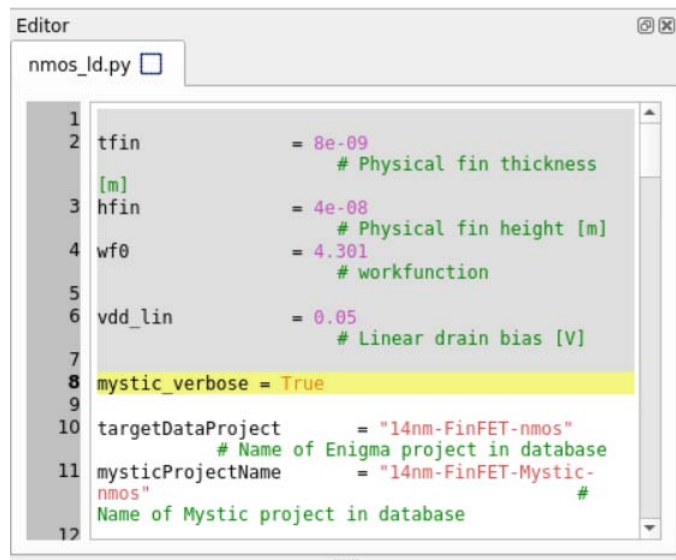 Editor
nmos_ld.py
1
2 tfin = 8e-09
# Physical fin thickness
[m]
3 hfin = 4e-08
# Physical fin height [m]
4 wf0 = 4.301
# workfunction
5
6 vdd_lin = 0.05
# Linear drain bias [V]
7
8 mystic_verbose = True
9
10 targetDataProject = "14nm-FinFET-nmos"
# Name of Enigma project in database
11 mysticProjectName = "14nm-FinFET-Mystic-
nmos" #
Name of Mystic project in database
12